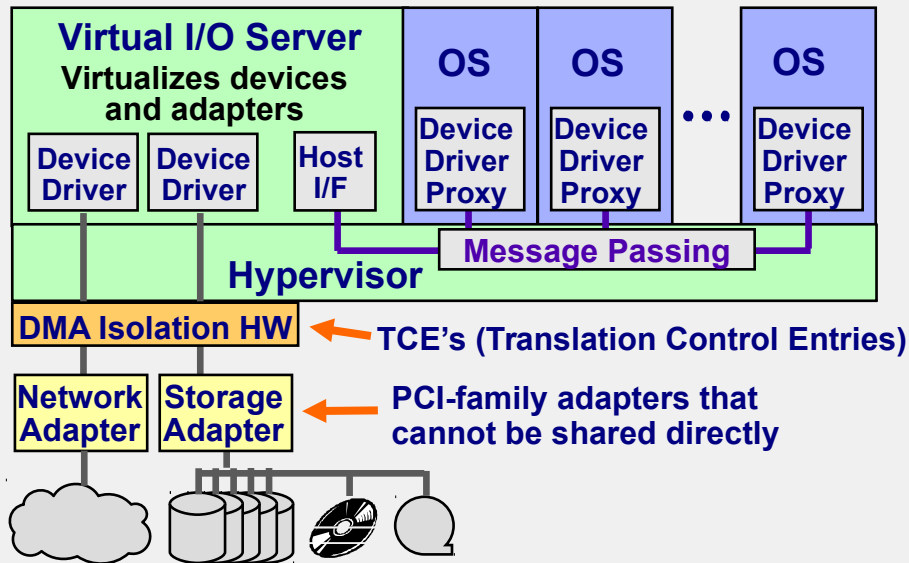 Virtual I/O Server
Virtualizes devices
and adapters
Device
Driver
Device
Driver
Host
I/F
OS
Device
Driver
Proxy
OS
Device
Driver
Proxy
•••
OS
Device
Driver
Proxy
Message Passing
Hypervisor
DMA Isolation HW
TCE's (Translation Control Entries)
Network
Adapter
Storage
Adapter
PCI-family adapters that
cannot be shared directly